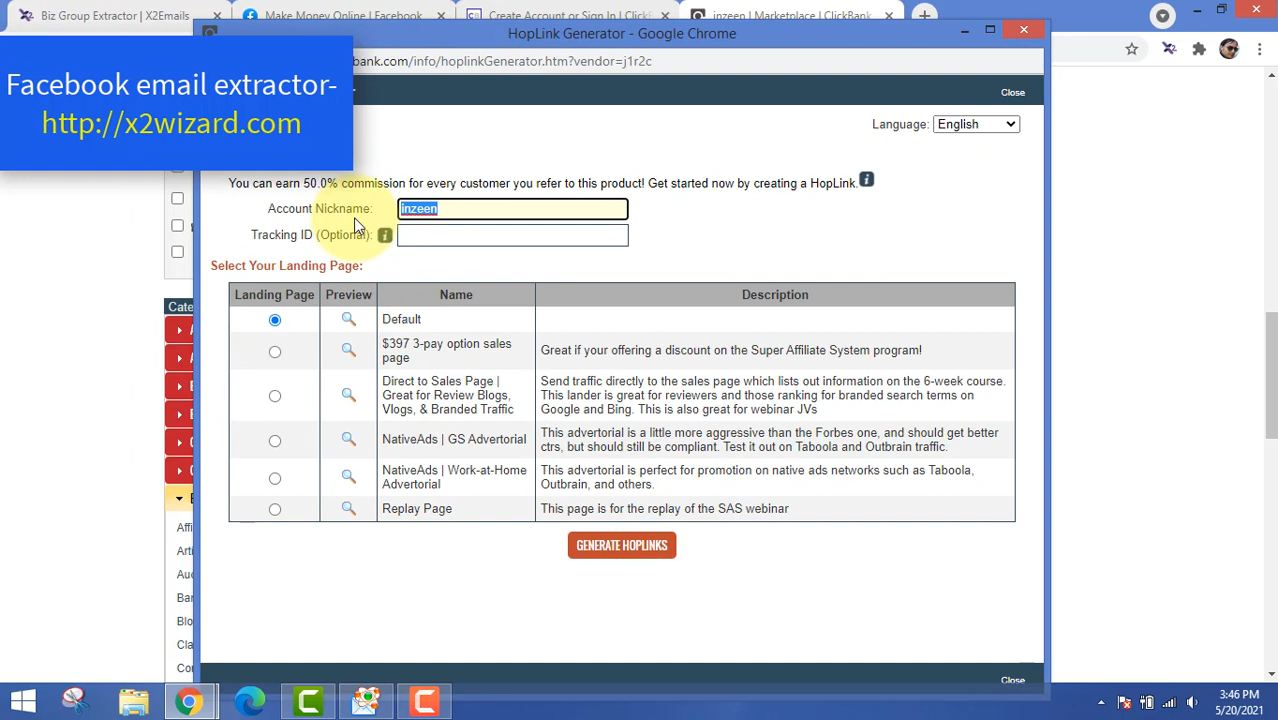 Biz Group Extractor | X2Emails
Make Money Online | Facebook
Create Account or Sign In | ClickB
inzeen | Marketplace | ClickBank
HopLink Generator - Google Chrome
bank.com/info/hoplinkGenerator.htm?vendor=j1r2c
Facebook email extractor-
http://x2wizard.com
Close
Language: English
You can earn 50.0% commission for every customer you refer to this product! Get started now by creating a HopLink.
Account Nickname: inzeen
Tracking ID (Optional):
Select Your Landing Page:
Landing Page Preview Name Description
Default
$397 3-pay option sales
page
Great if your offering a discount on the Super Affiliate System program!
Direct to Sales Page |
Great for Review Blogs,
Vlogs, & Branded Traffic
Send traffic directly to the sales page which lists out information on the 6-week course.
This lander is great for reviewers and those ranking for branded search terms on
Google and Bing. This is also great for webinar JVs
NativeAds | GS Advertorial
This advertorial is a little more aggressive than the Forbes one, and should get better
ctrs, but should still be compliant. Test it out on Taboola and Outbrain traffic.
NativeAds | Work-at-Home
Advertorial
This advertorial is perfect for promotion on native ads networks such as Taboola,
Outbrain, and others.
Replay Page
This page is for the replay of the SAS webinar
GENERATE HOPLINKS
Cate
Affi
Arti
Auc
Ban
Blo
Cla
Con
Close
3:46 PM
5/20/2021